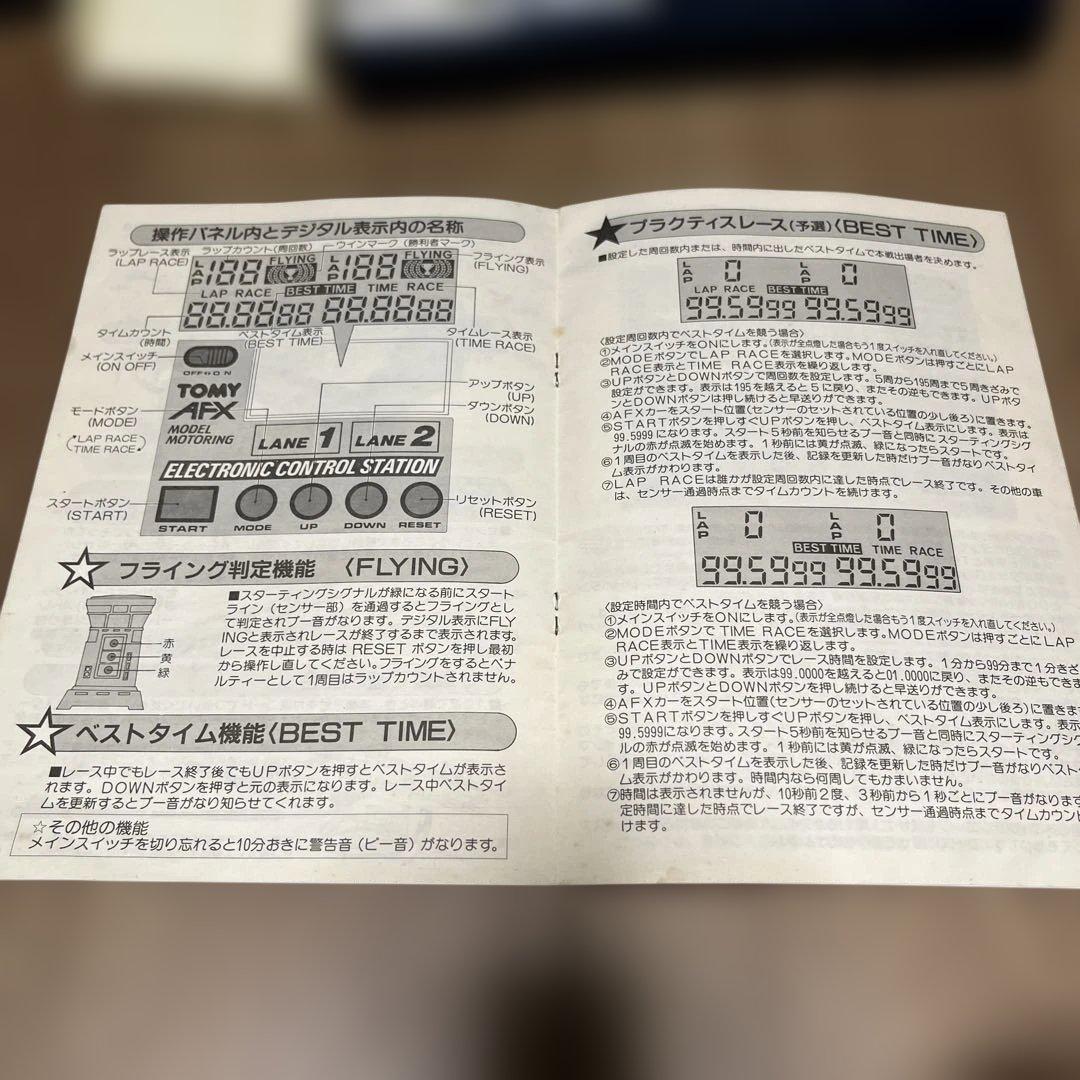 操作パネル内とデジタル表示内の名称
ラップレース表示
(LAP RACE)
ラップカウント(周回数)
ウインマーク(勝利者マーク)
フライング表示
(FLYING)
LAP 188 FLYING LAP 188 FLYING
LAP RACE BEST TIME TIME RACE
88.8888 88.8888
タイムカウント
(時間)
ベストタイム表示
(BEST TIME)
タイムレース表示
(TIME RACE)
メインスイッチ
(ON OFF)
OFF⇔ON
TOMY
AFX
MODEL
MOTORING
モードボタン
(MODE)
(LAP RACE
TIME RACE)
アップボタン
(UP)
ダウンボタン
(DOWN)
LANE 1 LANE 2
ELECTRONIC CONTROL STATION
スタートボタン
(START)
リセットボタン
(RESET)
START MODE UP DOWN RESET
フライング判定機能 〈FLYING〉
■スターティングシグナルが緑になる前にスタート
ライン(センサー部)を通過するとフライングとし
て判定されブー音がなります。デジタル表示にFLY
INGと表示されレースが終了するまで表示されます。
レースを中止する時は RESET ボタンを押し最初
から操作し直してください。フライングをするとペナ
ルティーとして1周目はラップカウントされません。
赤
黄
緑
ベストタイム機能〈BEST TIME〉
■レース中でもレース終了後でもUPボタンを押すとベストタイムが表示さ
れます。DOWNボタンを押すと元の表示になります。レース中ベストタイ
ムを更新するとブー音がなり知らせてくれます。
☆その他の機能
メインスイッチを切り忘れると10分おきに警告音(ピー音)がなります。
プラクティスレース(予選)〈BEST TIME〉
■設定した周回数内または、時間内に出したベストタイムで本戦出場者を決めます。
LAP 0 LAP 0
LAP RACE BEST TIME
99.5999 99.5999
〈設定周回数内でベストタイムを競う場合〉
①メインスイッチをONにします。(表示が全点燈した場合もう1度スイッチを入れ直してください。)
②MODEボタンでLAP RACEを選択します。MODEボタンは押すごとにLAP
RACE表示とTIME RACE表示を繰り返します。
③UPボタンとDOWNボタンで周回数を設定します。5周から195周まで5周きざみで
設定ができます。表示は195を越えると5に戻り、またその逆もできます。UPボタ
ンとDOWNボタンは押し続けると早送りができます。
④AFXカーをスタート位置(センサーのセットされている位置の少し後ろ)に置きます。
⑤STARTボタンを押しすぐUPボタンを押し、ベストタイム表示にします。表示は
99.5999になります。スタート5秒前を知らせるブー音と同時にスターティングシグ
ナルの赤が点滅を始めます。1秒前には黄が点滅、緑になったらスタートです。
⑥1周目のベストタイムを表示した後、記録を更新した時だけブー音がなりベストタイ
ム表示がかわります。
⑦LAP RACEは誰かが設定周回数内に達した時点でレース終了です。その他の車
は、センサー通過時点までタイムカウントを続けます。
LAP 0 LAP 0
BEST TIME TIME RACE
99.5999 99.5999
〈設定時間内でベストタイムを競う場合〉
①メインスイッチをONにします。(表示が全点燈した場合もう1度スイッチを入れ直してください。)
②MODEボタンで TIME RACEを選択します。MODEボタンは押すごとにLAP
RACE表示とTIME RACE表示を繰り返します。
③UPボタンとDOWNボタンでレース時間を設定します。1分から99分まで1分きざ
みで設定ができます。表示は99.0000を越えると01.0000に戻り、またその逆もできま
す。UPボタンとDOWNボタンを押し続けると早送りができます。
④AFXカーをスタート位置(センサーのセットされている位置の少し後ろ)に置きま
⑤STARTボタンを押しすぐUPボタンを押し、ベストタイム表示にします。表示
99.5999になります。スタート5秒前を知らせるブー音と同時にスターティングシグ
ルの赤が点滅を始めます。1秒前には黄が点滅、緑になったらスタートです。
⑥1周目のベストタイムを表示した後、記録を更新した時だけブー音がなりベスト
ム表示がかわります。時間内なら何周してもかまいません。
⑦時間は表示されませんが、10秒前2度、3秒前から1秒ごとにブー音がなります
定時間に達した時点でレース終了ですが、センサー通過時点までタイムカウント
けます。